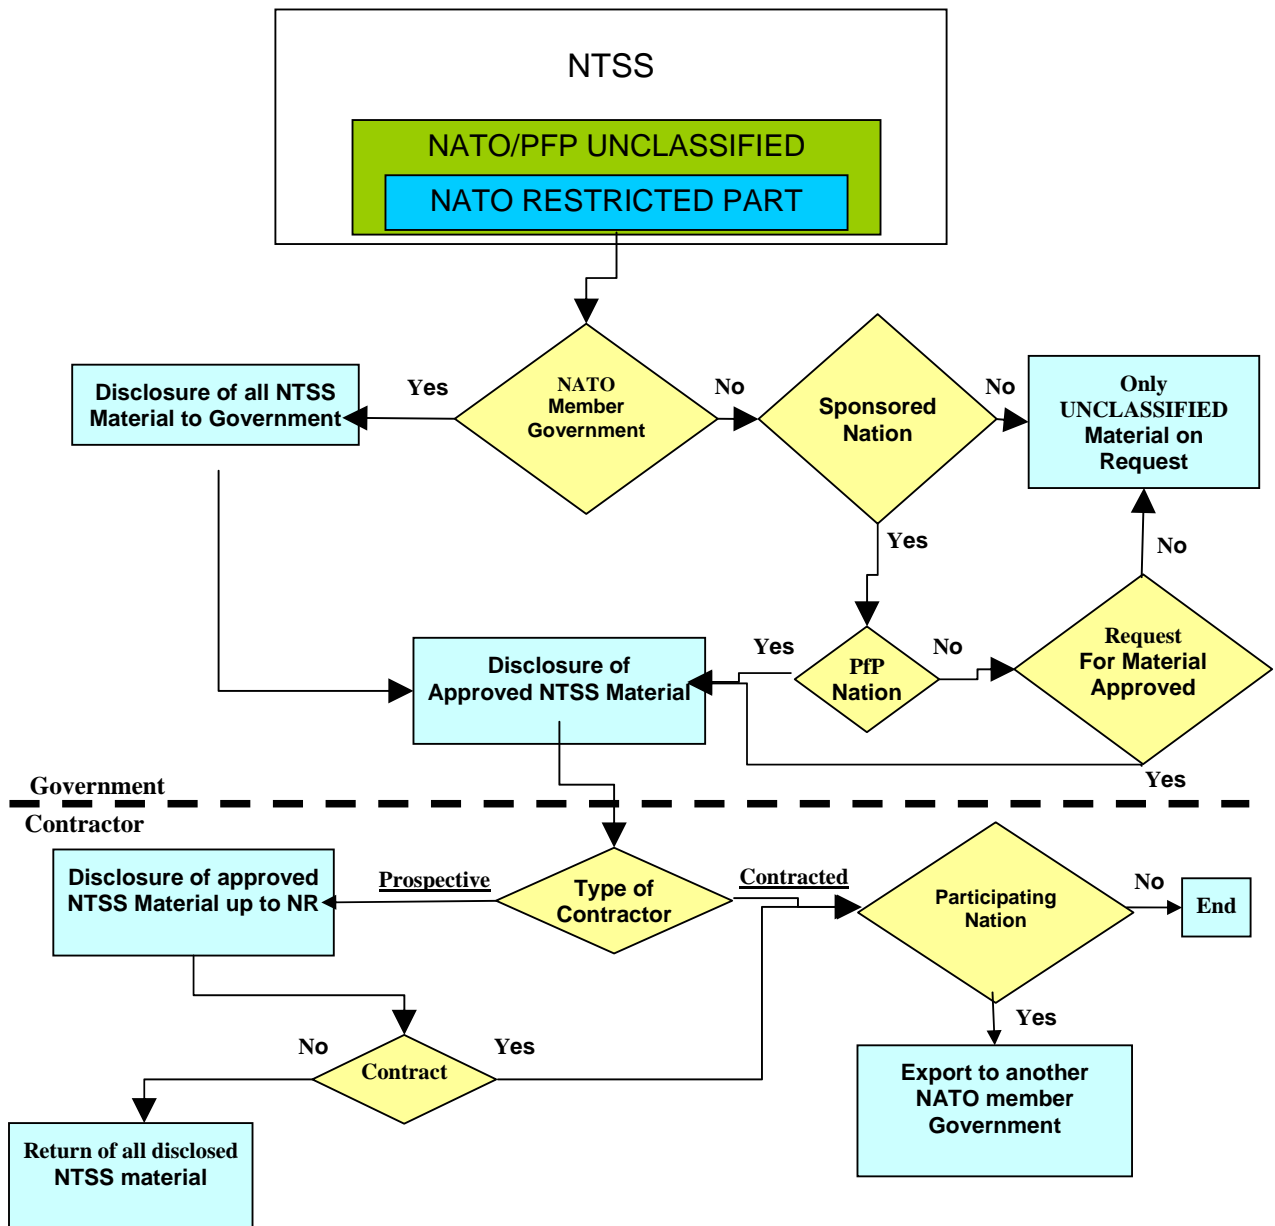 NTSS
NATO/PFP UNCLASSIFIED
NATO RESTRICTED PART
Disclosure of all NTSS
Material to Government
Yes
NATO
Member
Government
No
Sponsored
Nation
No
Only
UNCLASSIFIED
Material on
Request
Yes
No
Disclosure of
Approved NTSS Material
Yes
PfP
Nation
No
Request
For Material
Approved
Yes
Government
Contractor
Disclosure of approved
NTSS Material up to NR
Prospective
Type of
Contractor
Contracted
Participating
Nation
No
End
Yes
No
Contract
Yes
Export to another
NATO member
Government
Return of all disclosed
NTSS material